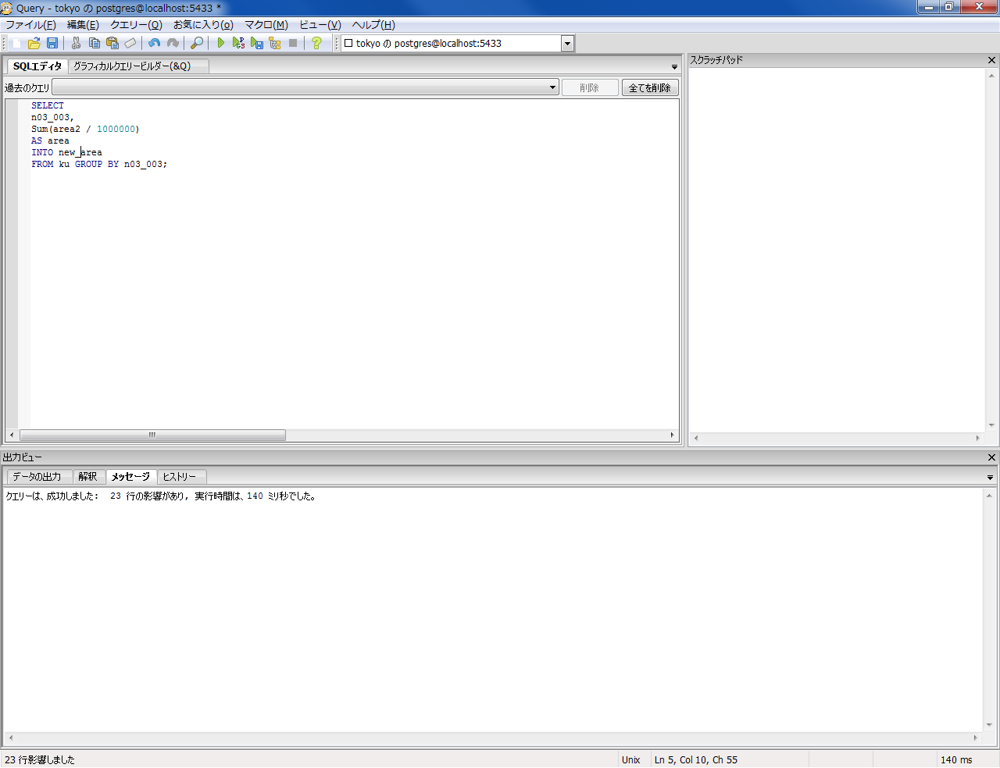 Query - tokyo の postgres@localhost:5433 *
ファイル(F) 編集(E) クエリー(Q) お気に入り(o) マクロ(M) ビュー(V) ヘルプ(H)
tokyo の postgres@localhost:5433
SQLエディタ グラフィカルクエリービルダー(&Q)
過去のクエリ 削除 全てを削除
SELECT
n03_003,
Sum(area2 / 1000000)
AS area
INTO new_area
FROM ku GROUP BY n03_003;
スクラッチパッド
出力ビュー
データの出力 解釈 メッセージ ヒストリー
クエリーは、成功しました: 23 行の影響があり, 実行時間は、140 ミリ秒でした。
23 行影響しました Unix Ln 5, Col 10, Ch 55 140 ms